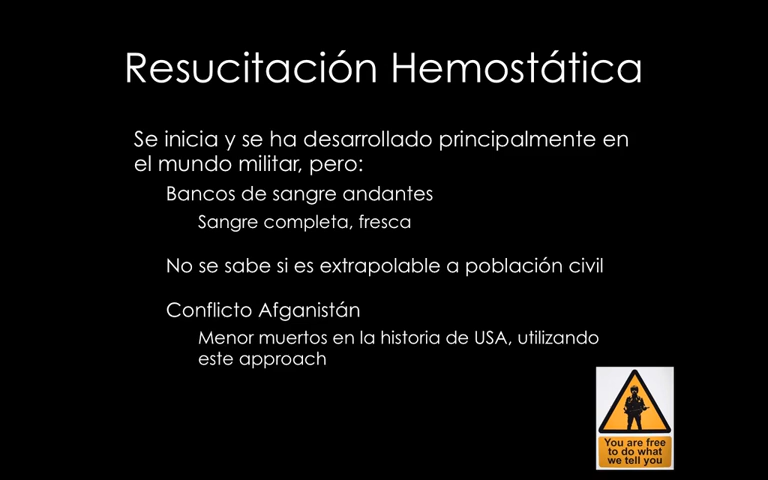 Resucitación Hemostática
Se inicia y se ha desarrollado principalmente en
el mundo militar, pero:
Bancos de sangre andantes
Sangre completa, fresca
No se sabe si es extrapolable a población civil
Conflicto Afganistán
Menor muertos en la historia de USA, utilizando
este approach
You are free
to do what
we tell you